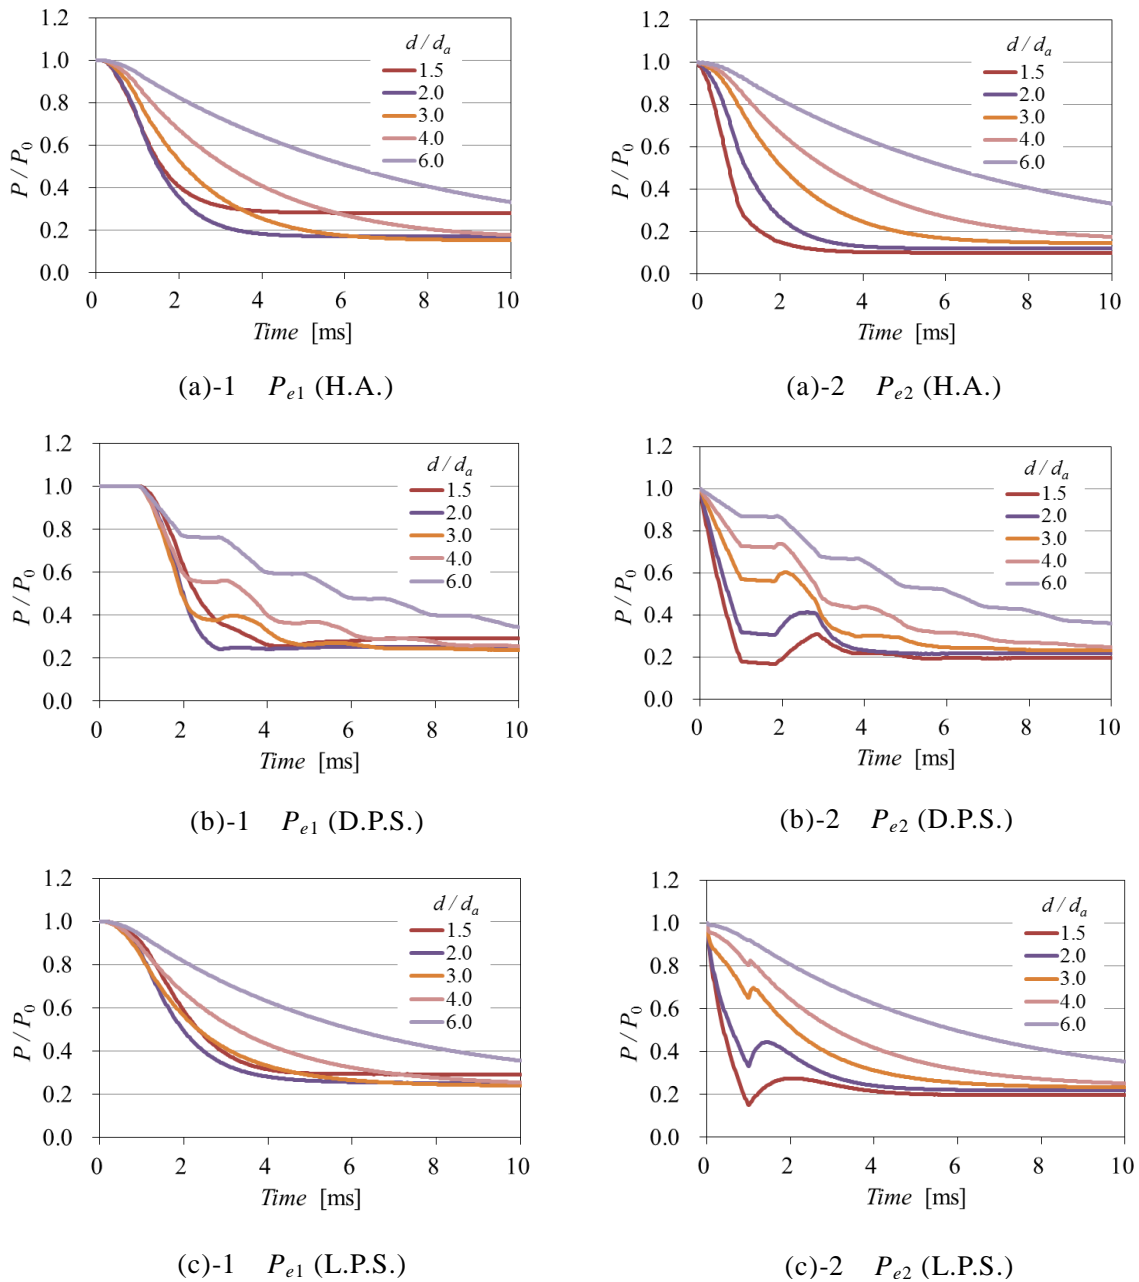 1.2
1.0
0.8
0.6
0.4
0.2
0.0
P / P0
d / da
1.5
2.0
3.0
4.0
6.0
0 2 4 6 8 10
Time [ms]
(a)-1 Pe1 (H.A.)
1.2
1.0
0.8
0.6
0.4
0.2
0.0
P / P0
d / da
1.5
2.0
3.0
4.0
6.0
0 2 4 6 8 10
Time [ms]
(a)-2 Pe2 (H.A.)
1.2
1.0
0.8
0.6
0.4
0.2
0.0
P / P0
d / da
1.5
2.0
3.0
4.0
6.0
0 2 4 6 8 10
Time [ms]
(b)-1 Pe1 (D.P.S.)
1.2
1.0
0.8
0.6
0.4
0.2
0.0
P / P0
d / da
1.5
2.0
3.0
4.0
6.0
0 2 4 6 8 10
Time [ms]
(b)-2 Pe2 (D.P.S.)
1.2
1.0
0.8
0.6
0.4
0.2
0.0
P / P0
d / da
1.5
2.0
3.0
4.0
6.0
0 2 4 6 8 10
Time [ms]
(c)-1 Pe1 (L.P.S.)
1.2
1.0
0.8
0.6
0.4
0.2
0.0
P / P0
d / da
1.5
2.0
3.0
4.0
6.0
0 2 4 6 8 10
Time [ms]
(c)-2 Pe2 (L.P.S.)